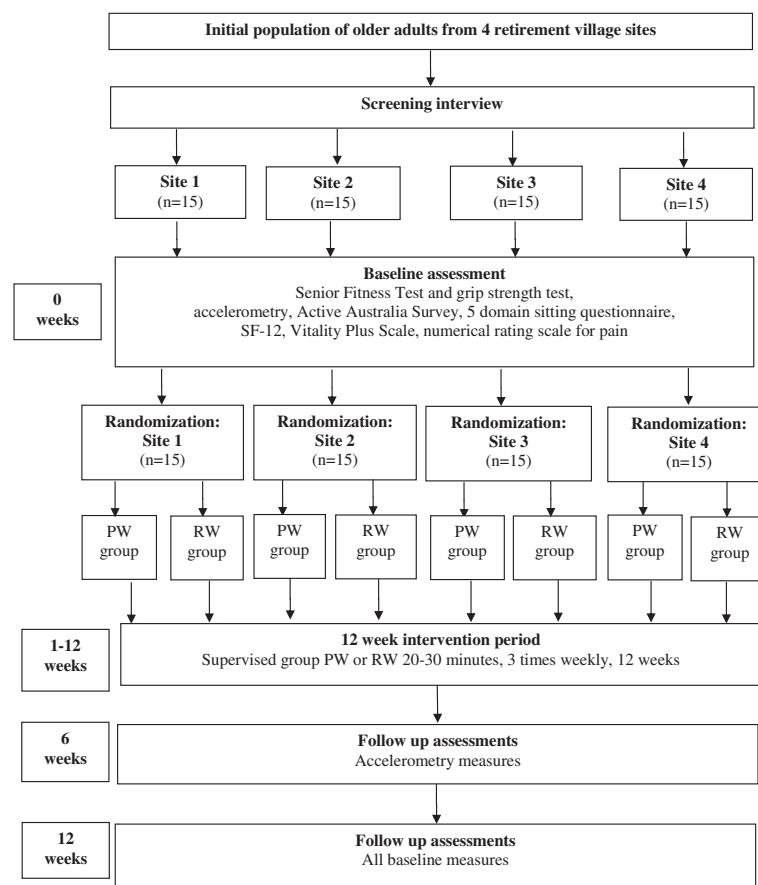 Initial population of older adults from 4 retirement village sites
Screening interview
Site 1
(n=15)
Site 2
(n=15)
Site 3
(n=15)
Site 4
(n=15)
0
weeks
Baseline assessment
Senior Fitness Test and grip strength test,
accelerometry, Active Australia Survey, 5 domain sitting questionnaire,
SF-12, Vitality Plus Scale, numerical rating scale for pain
Randomization:
Site 1
(n=15)
Randomization:
Site 2
(n=15)
Randomization:
Site 3
(n=15)
Randomization:
Site 4
(n=15)
PW
group
RW
group
PW
group
RW
group
PW
group
RW
group
PW
group
RW
group
1-12
weeks
12 week intervention period
Supervised group PW or RW 20-30 minutes, 3 times weekly, 12 weeks
6
weeks
Follow up assessments
Accelerometry measures
12
weeks
Follow up assessments
All baseline measures